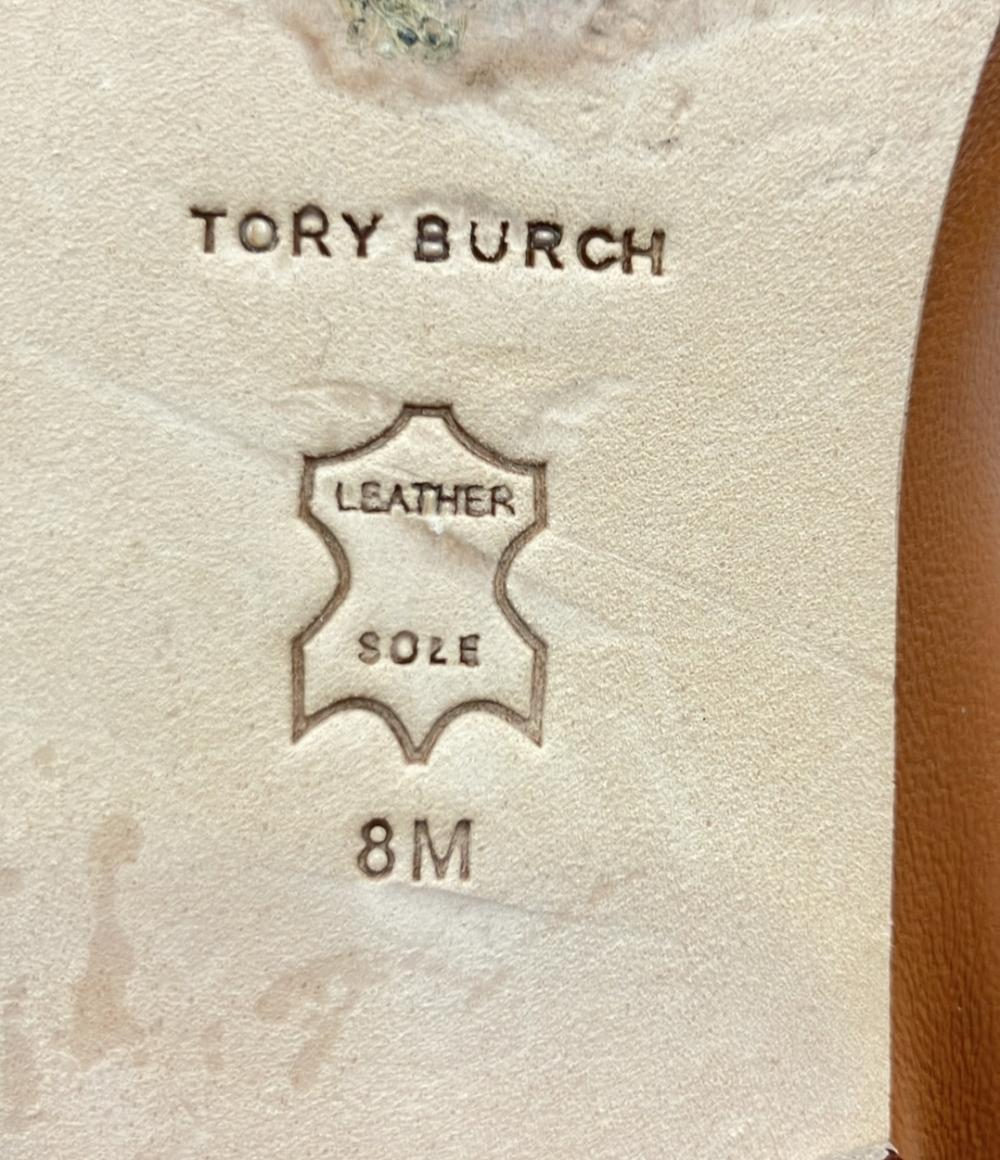 TORY BURCH
LEATHER
SOLE
8M